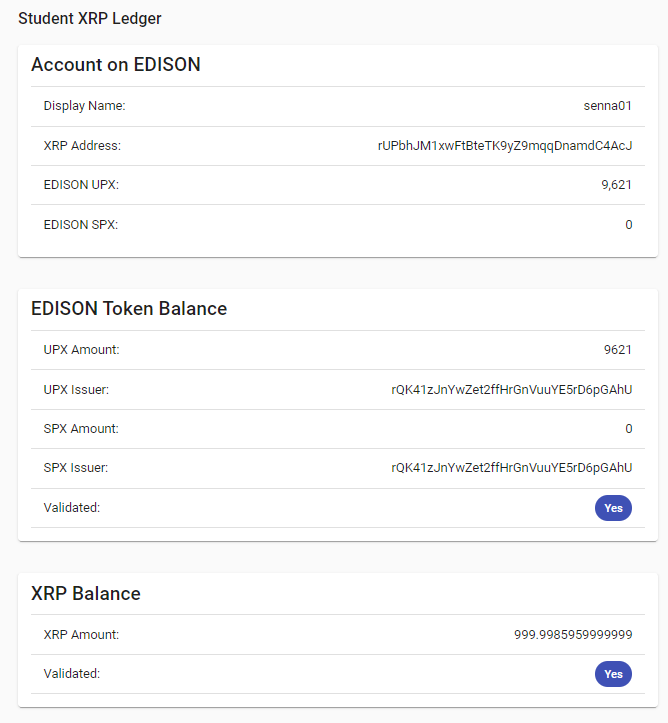 Student XRP Ledger
Account on EDISON
Display Name: senna01
XRP Address: rUPbhJM1xwFtBteTK9yZ9mqqDnamdC4AcJ
EDISON UPX: 9,621
EDISON SPX: 0
EDISON Token Balance
UPX Amount: 9621
UPX Issuer: rQK41zJnYwZet2ffHrGnVuuYE5rD6pGAhU
SPX Amount: 0
SPX Issuer: rQK41zJnYwZet2ffHrGnVuuYE5rD6pGAhU
Validated: Yes
XRP Balance
XRP Amount: 999.9985959999999
Validated: Yes